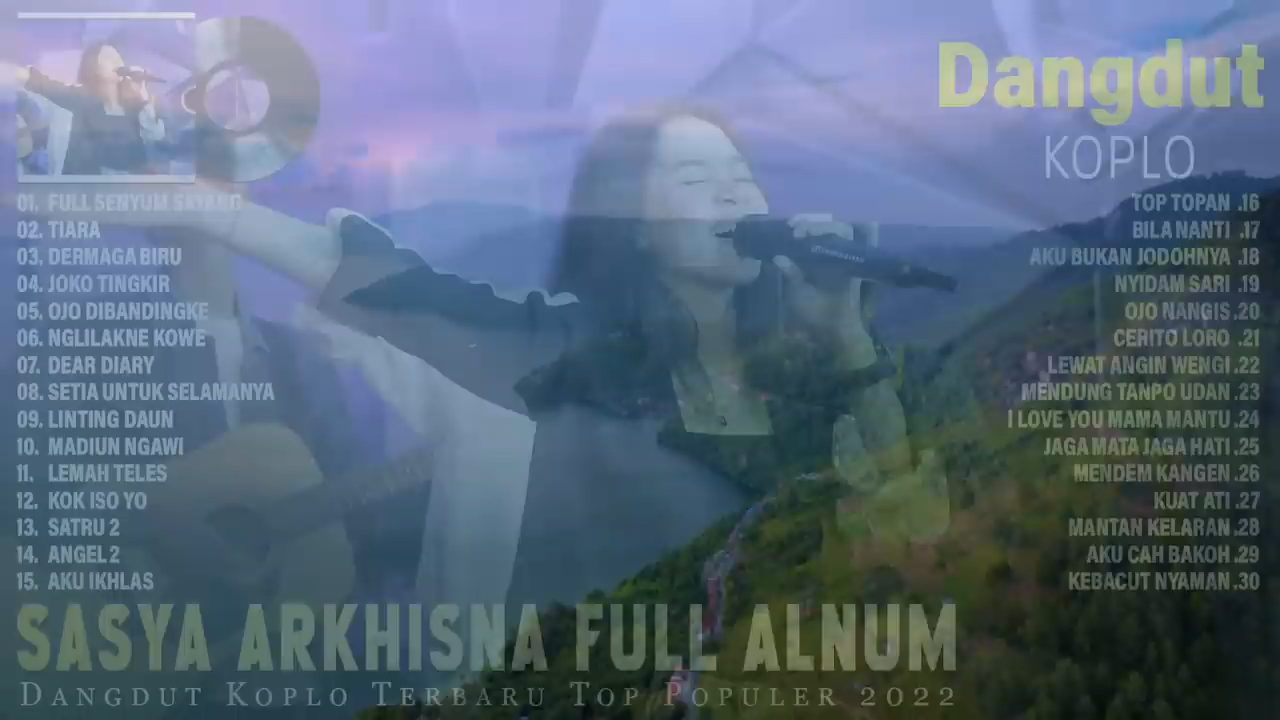 Dangdut
KOPLO
01. FULL SENYUM SAYANG
02. TIARA
03. DERMAGA BIRU
04. JOKO TINGKIR
05. OJO DIBANDINGKE
06. NGLILAKNE KOWE
07. DEAR DIARY
08. SETIA UNTUK SELAMANYA
09. LINTING DAUN
10. MADIUN NGAWI
11. LEMAH TELES
12. KOK ISO YO
13. SATRU 2
14. ANGEL 2
15. AKU IKHLAS
TOP TOPAN .16
BILA NANTI .17
AKU BUKAN JODOHNYA .18
NYIDAM SARI .19
OJO NANGIS .20
CERITO LORO .21
LEWAT ANGIN WENGI .22
MENDUNG TANPO UDAN .23
I LOVE YOU MAMA MANTU .24
JAGA MATA JAGA HATI .25
MENDEM KANGEN .26
KUAT ATI .27
MANTAN KELARAN .28
AKU CAH BAKOH .29
KEBACUT NYAMAN .30
SASYA ARKHISNA FULL ALNUM
DANGDUT KOPLO TERBARU TOP POPULER 2022